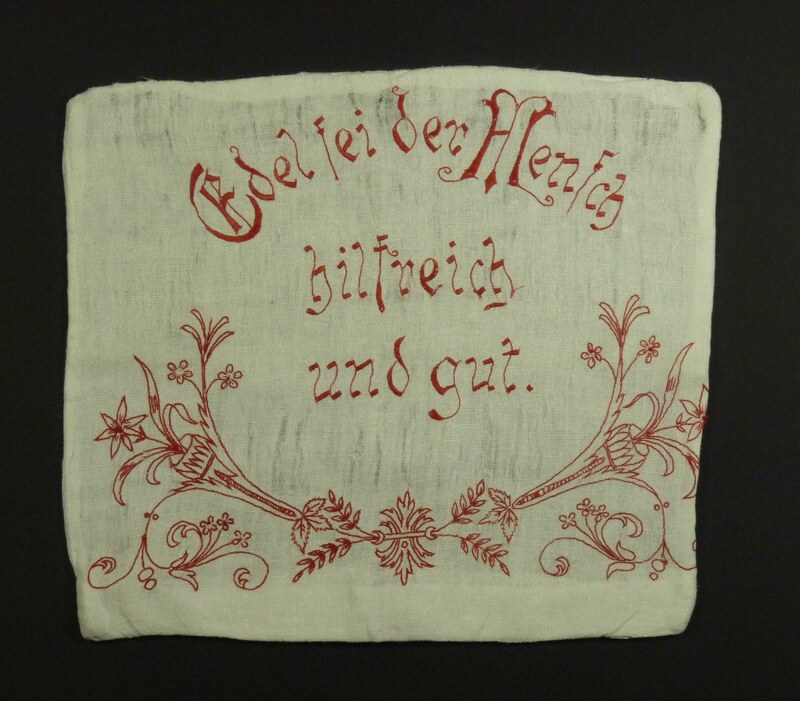 Edel sei der Mensch
hilfreich
und gut.